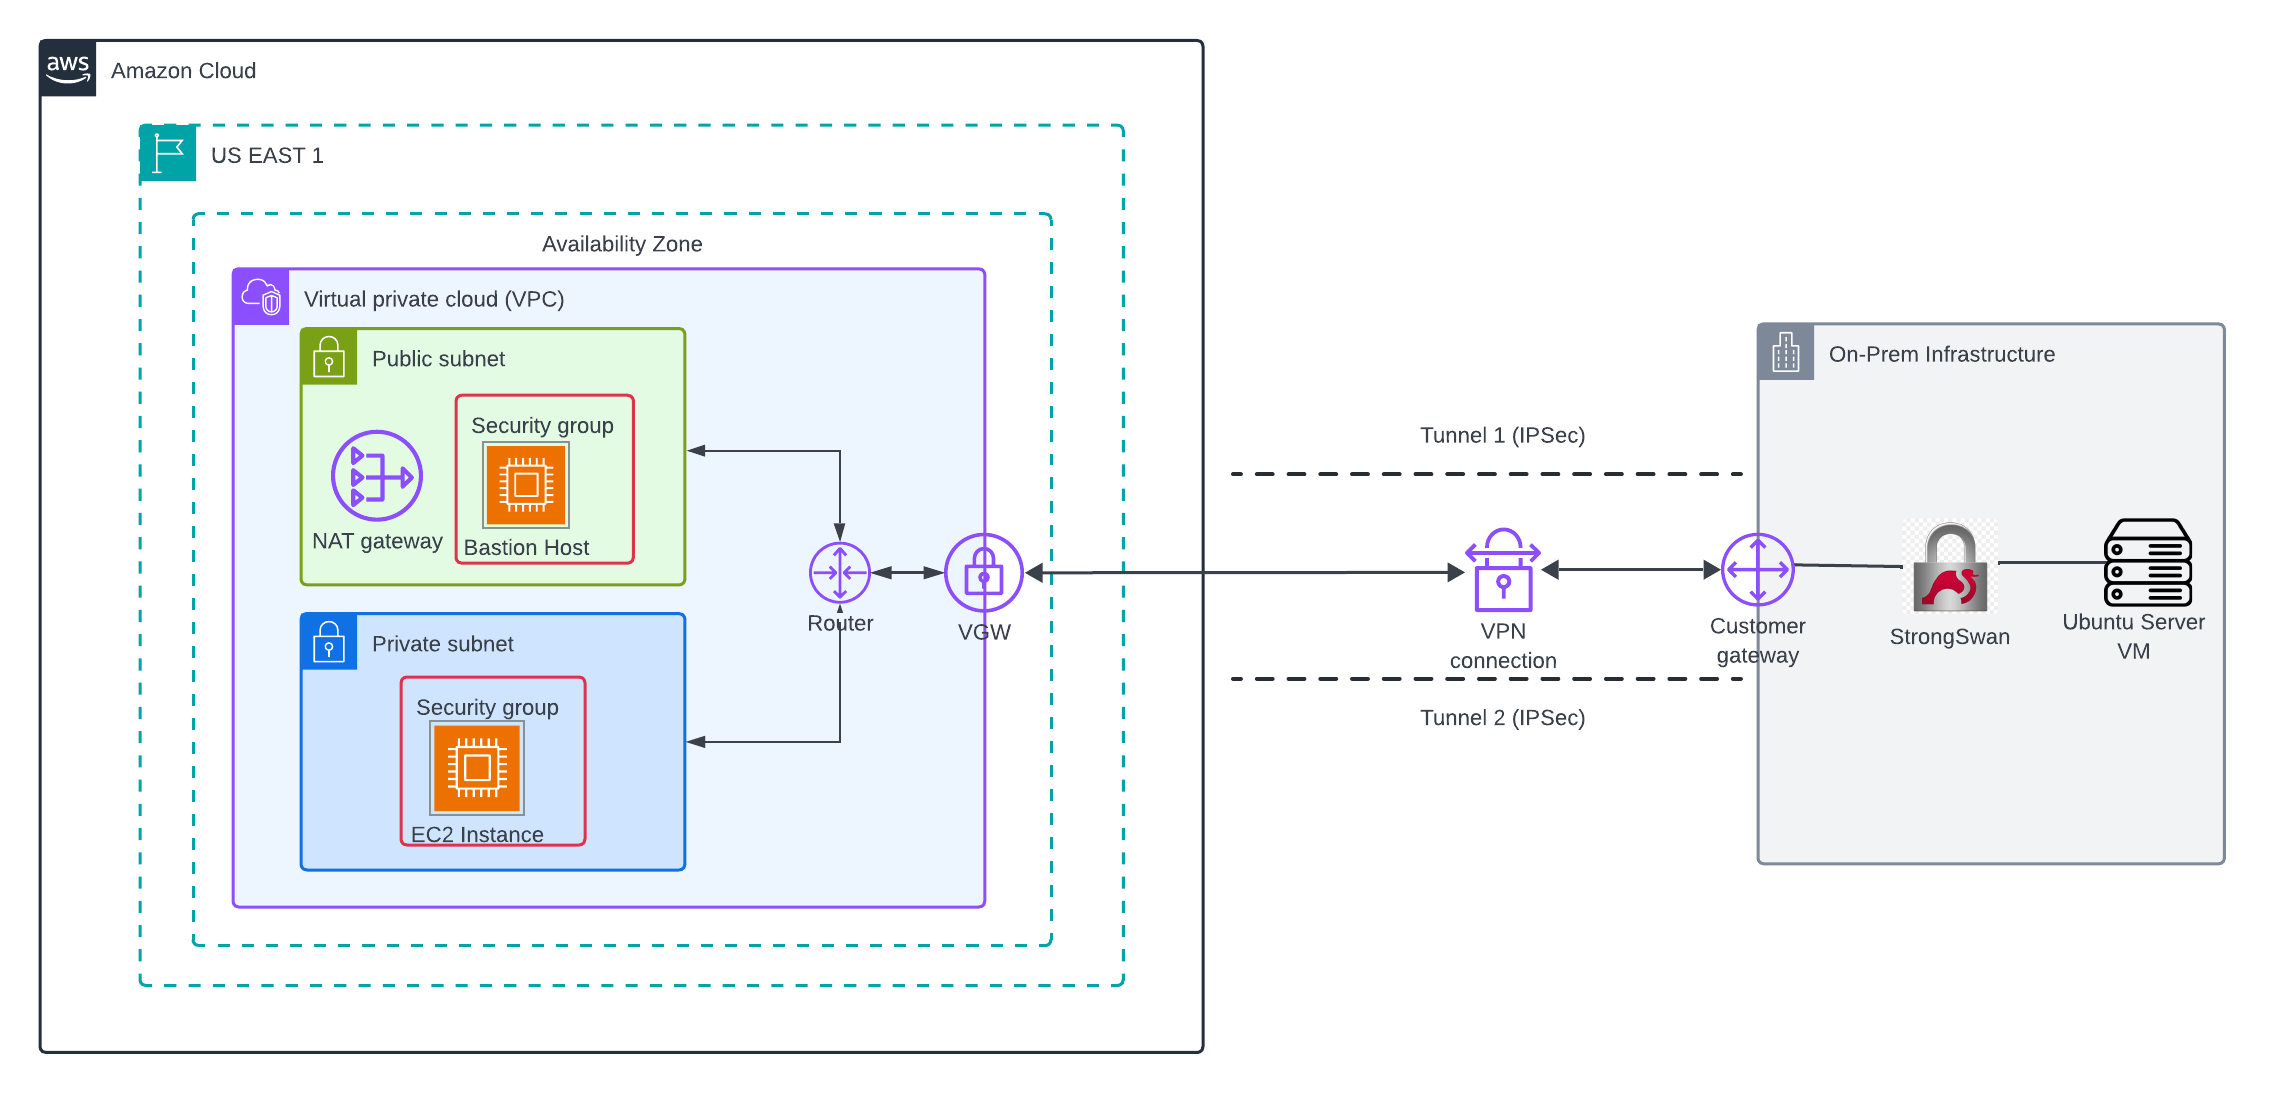 aws
Amazon Cloud
US EAST 1
Availability Zone
Virtual private cloud (VPC)
Public subnet
Security group
NAT gateway
Bastion Host
Router
VGW
Private subnet
Security group
EC2 Instance
Tunnel 1 (IPSec)
VPN
connection
Tunnel 2 (IPSec)
On-Prem Infrastructure
Customer
gateway
StrongSwan
Ubuntu Server
VM